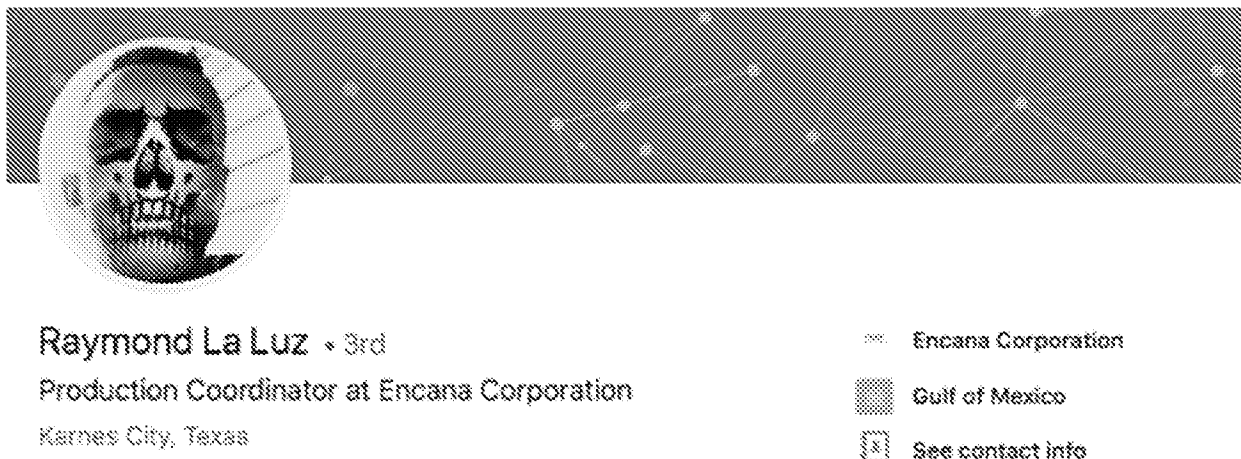 Raymond La Luz • 3rd
Production Coordinator at Encana Corporation
Karnes City, Texas
Encana Corporation
Gulf of Mexico
See contact info